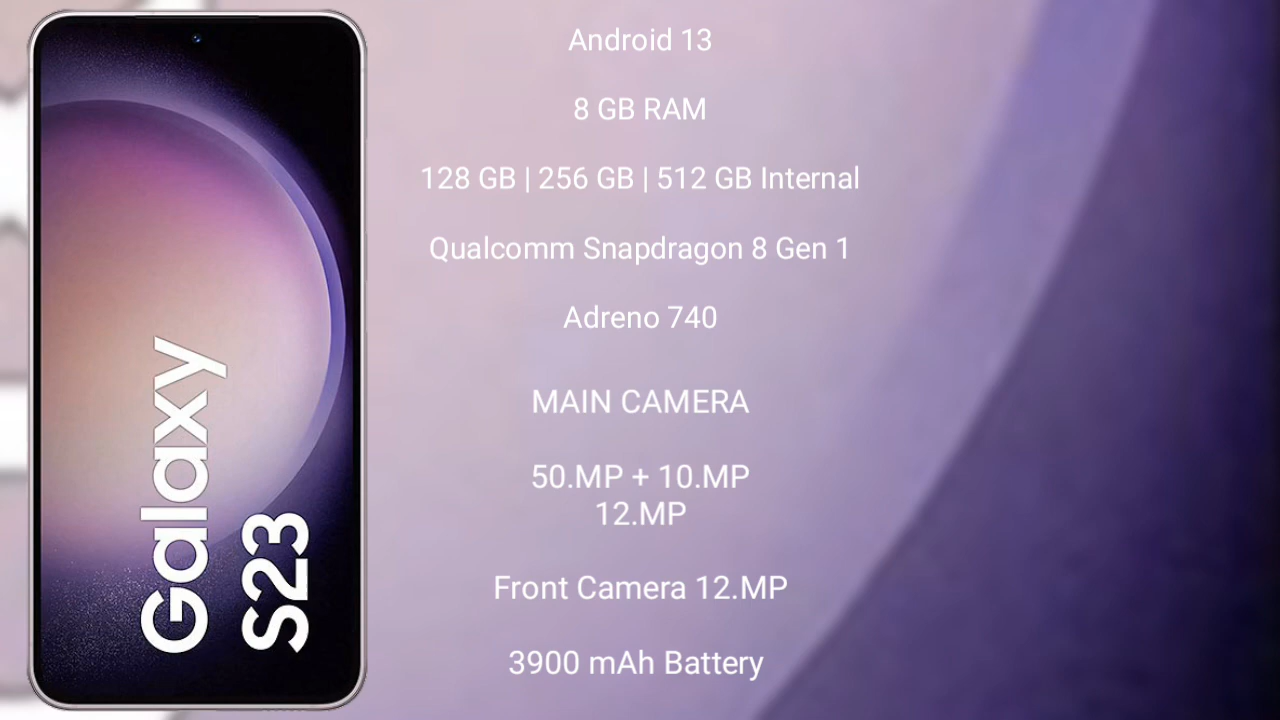 Galaxy
S23
Android 13
8 GB RAM
128 GB | 256 GB | 512 GB Internal
Qualcomm Snapdragon 8 Gen 1
Adreno 740
MAIN CAMERA
50.MP + 10.MP
12.MP
Front Camera 12.MP
3900 mAh Battery